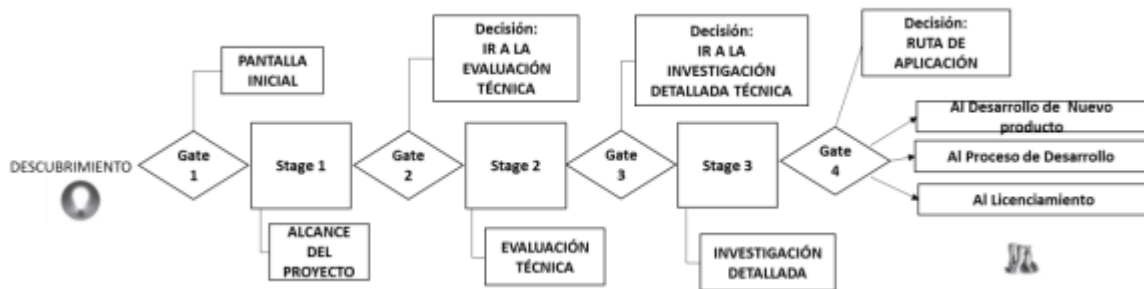 PANTALLA
INICIAL
Decisión:
IR A LA
EVALUACIÓN
TÉCNICA
Decisión:
IR A LA
INVESTIGACIÓN
DETALLADA TÉCNICA
Decisión:
RUTA DE
APLICACIÓN
DESCUBRIMIENTO
Gate
1
Stage 1
Gate
2
Stage 2
Gate
3
Stage 3
Gate
4
Al Desarrollo de Nuevo
producto
Al Proceso de Desarrollo
Al Licenciamiento
ALCANCE
DEL
PROYECTO
EVALUACIÓN
TÉCNICA
INVESTIGACIÓN
DETALLADA